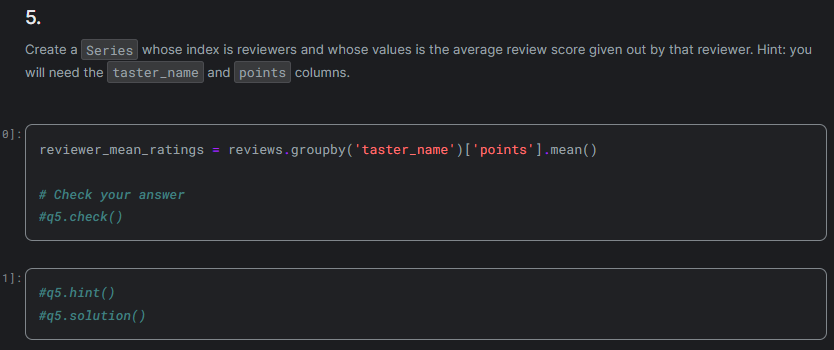 5.
Create a Series whose index is reviewers and whose values is the average review score given out by that reviewer. Hint: you
will need the taster_name and points columns.
0]:
reviewer_mean_ratings = reviews.groupby('taster_name')['points'].mean()
# Check your answer
#q5.check()
1]:
#q5.hint()
#q5.solution()